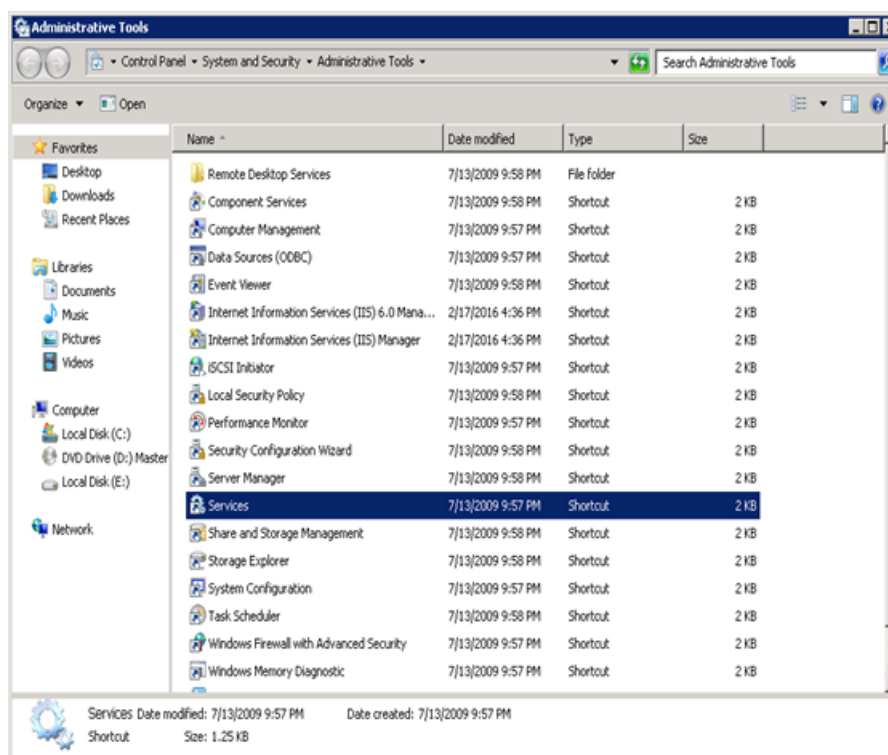 Administrative Tools
Control Panel System and Security Administrative Tools
Search Administrative Tools
Organize Open
Name Date modified Type Size
Favorites
Desktop
Downloads
Recent Places
Libraries
Documents
Music
Pictures
Videos
Computer
Local Disk (C:)
DVD Drive (D:) Master
Local Disk (E:)
Network
Remote Desktop Services 7/13/2009 9:58 PM File folder
Component Services 7/13/2009 9:58 PM Shortcut 2 KB
Computer Management 7/13/2009 9:57 PM Shortcut 2 KB
Data Sources (ODBC) 7/13/2009 9:57 PM Shortcut 2 KB
Event Viewer 7/13/2009 9:58 PM Shortcut 2 KB
Internet Information Services (IIS) 6.0 Mana... 2/17/2016 4:36 PM Shortcut 2 KB
Internet Information Services (IIS) Manager 2/17/2016 4:36 PM Shortcut 2 KB
iSCSI Initiator 7/13/2009 9:57 PM Shortcut 2 KB
Local Security Policy 7/13/2009 9:58 PM Shortcut 2 KB
Performance Monitor 7/13/2009 9:57 PM Shortcut 2 KB
Security Configuration Wizard 7/13/2009 9:58 PM Shortcut 2 KB
Server Manager 7/13/2009 9:58 PM Shortcut 2 KB
Services 7/13/2009 9:57 PM Shortcut 2 KB
Share and Storage Management 7/13/2009 9:58 PM Shortcut 2 KB
Storage Explorer 7/13/2009 9:58 PM Shortcut 2 KB
System Configuration 7/13/2009 9:57 PM Shortcut 2 KB
Task Scheduler 7/13/2009 9:58 PM Shortcut 2 KB
Windows Firewall with Advanced Security 7/13/2009 9:57 PM Shortcut 2 KB
Windows Memory Diagnostic 7/13/2009 9:57 PM Shortcut 2 KB
Services Date modified: 7/13/2009 9:57 PM Date created: 7/13/2009 9:57 PM
Shortcut Size: 1.25 KB